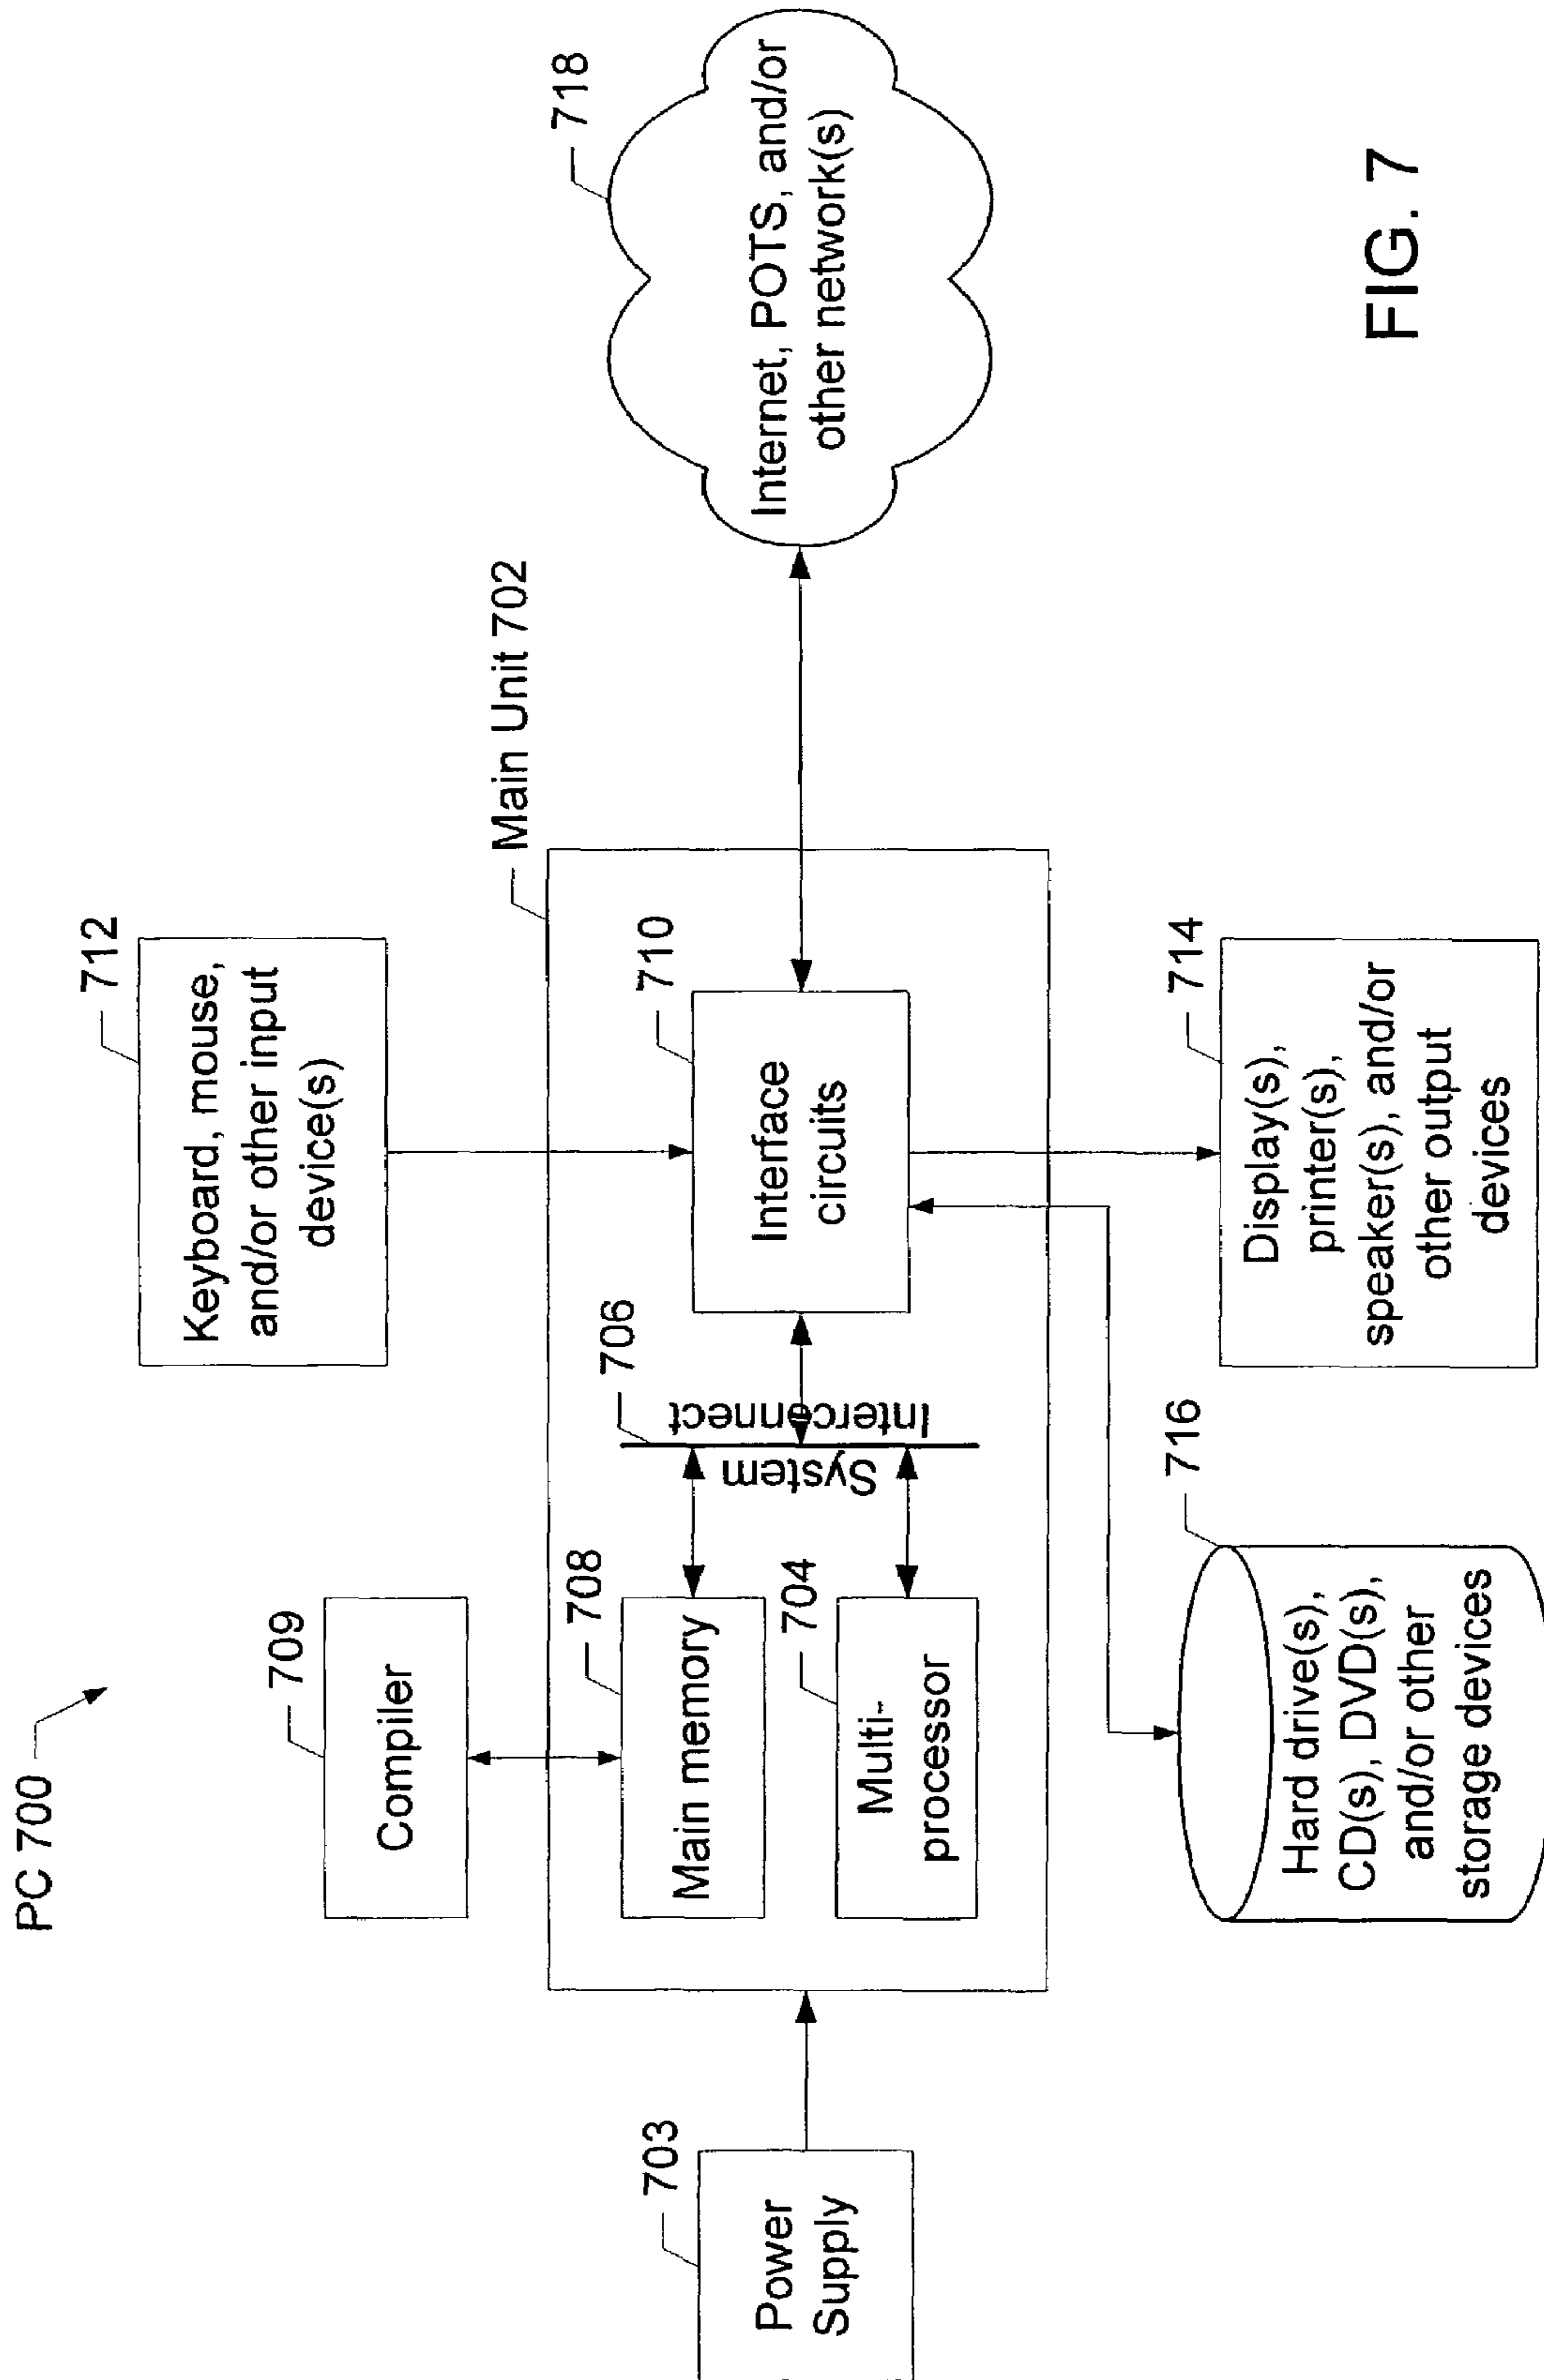 PC 700
712
Keyboard, mouse,
and/or other input
device(s)
709
Compiler
Main Unit 702
718
Internet, POTS, and/or
other network(s)
708
Main memory
706
System
Interconnect
710
Interface
circuits
703
Power
Supply
704
Multi-
processor
716
Hard drive(s),
CD(s), DVD(s),
and/or other
storage devices
714
Display(s),
printer(s),
speaker(s), and/or
other output
devices
FIG. 7